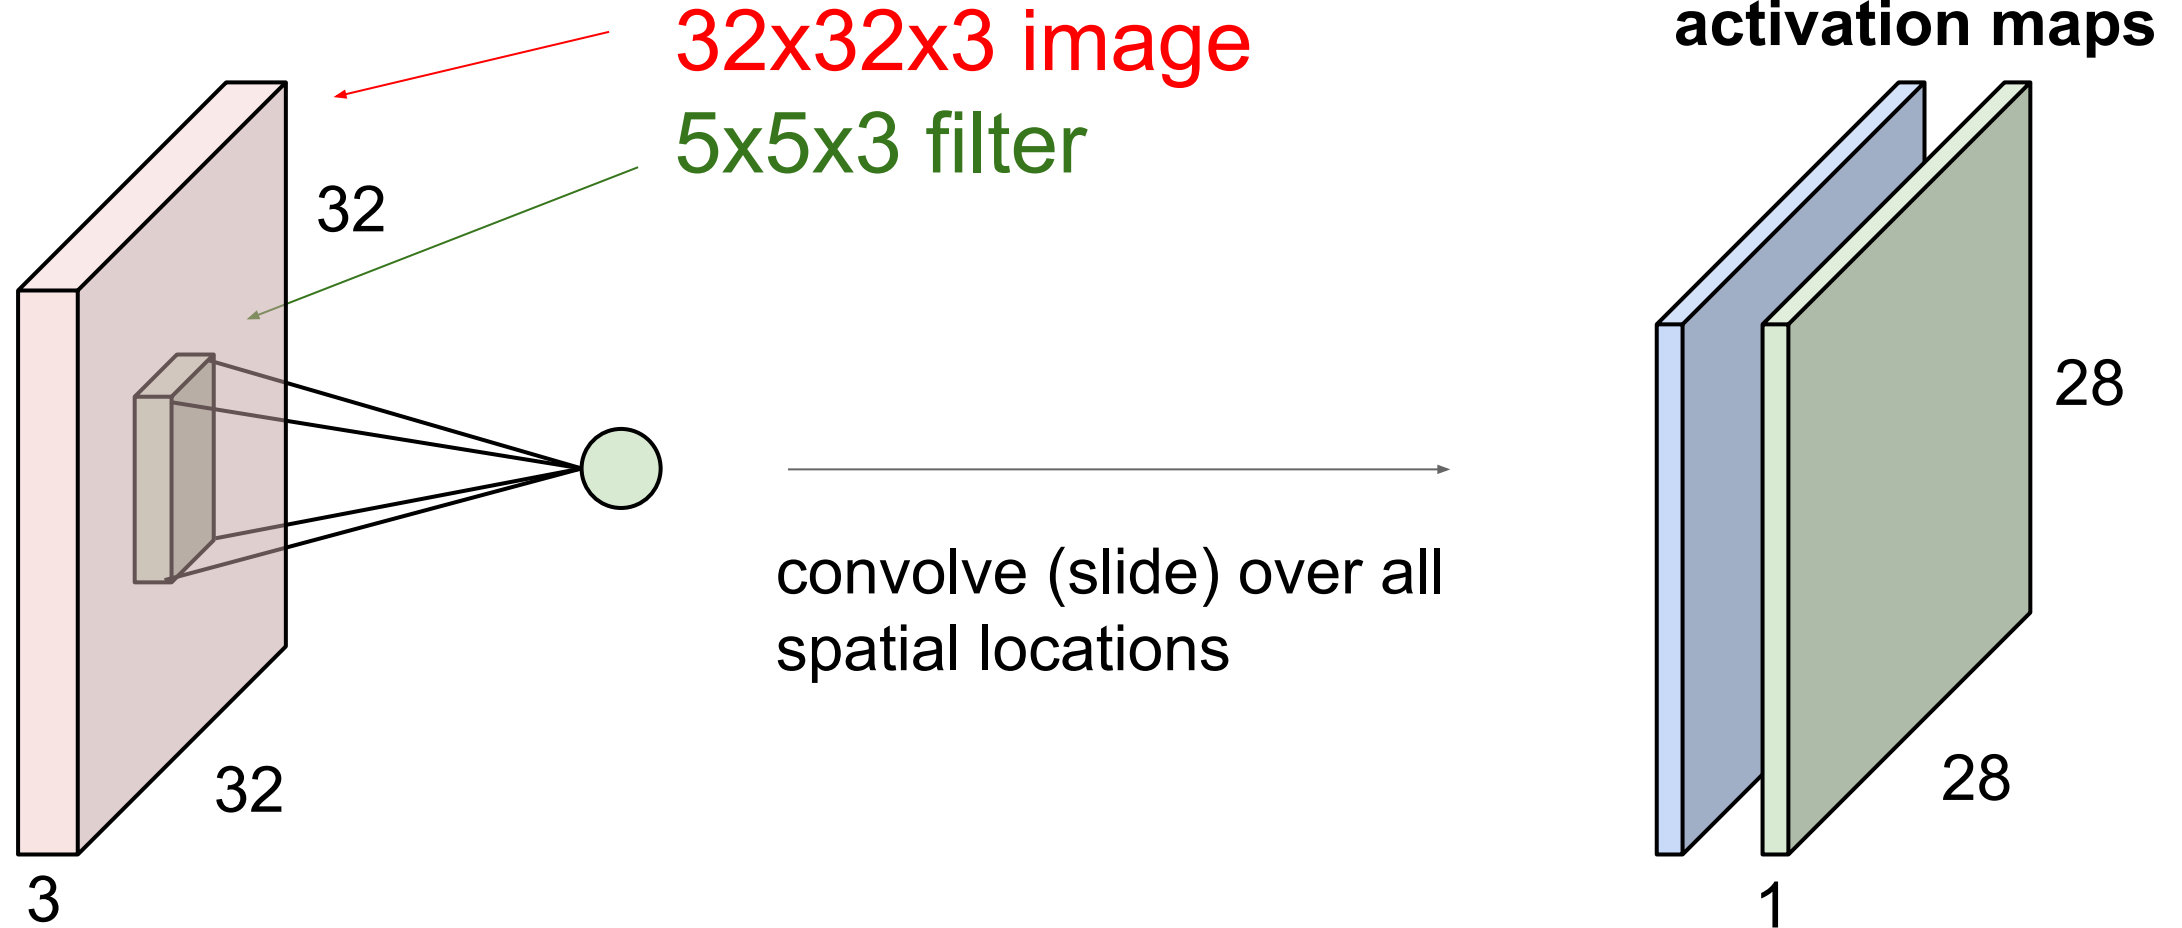 32x32x3 image
5x5x3 filter
32
32
3
convolve (slide) over all
spatial locations
activation maps
28
28
1